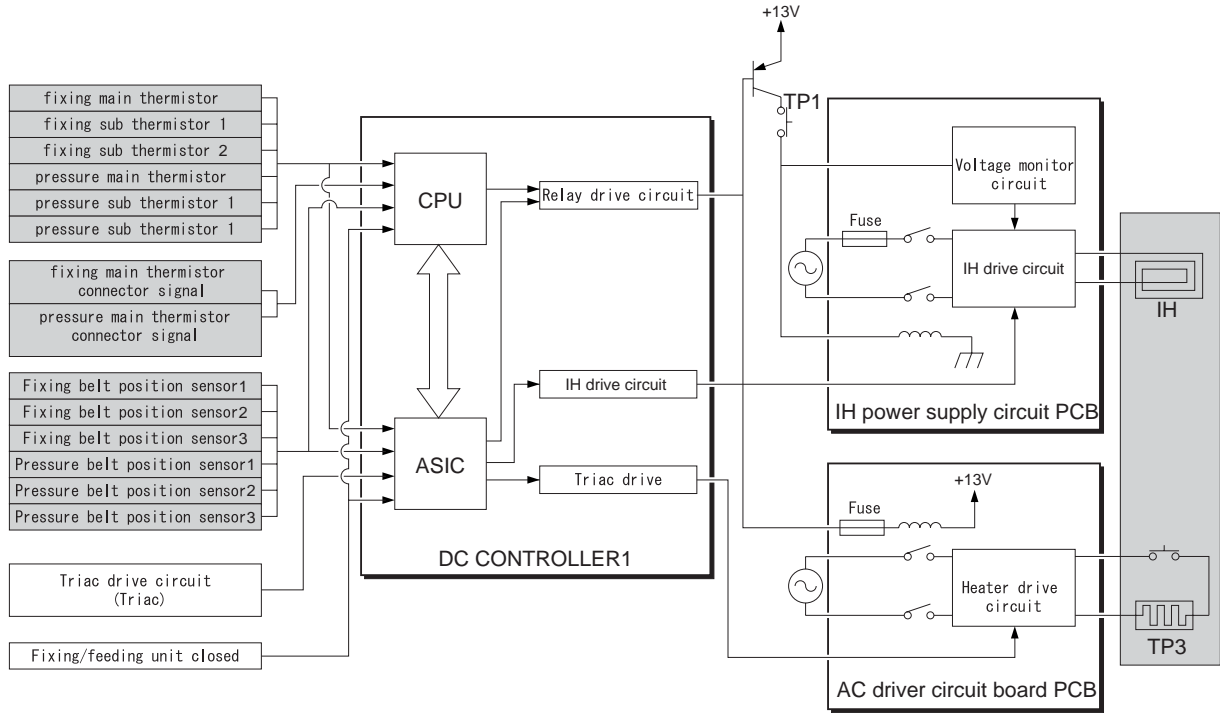 +13V
TP1
fixing main thermistor
fixing sub thermistor 1
fixing sub thermistor 2
pressure main thermistor
pressure sub thermistor 1
pressure sub thermistor 1
fixing main thermistor
connector signal
pressure main thermistor
connector signal
Fixing belt position sensor1
Fixing belt position sensor2
Fixing belt position sensor3
Pressure belt position sensor1
Pressure belt position sensor2
Pressure belt position sensor3
Triac drive circuit
(Triac)
Fixing/feeding unit closed
CPU
ASIC
Relay drive circuit
IH drive circuit
Triac drive
DC CONTROLLER1
Voltage monitor
circuit
Fuse
IH drive circuit
IH power supply circuit PCB
IH
+13V
Fuse
Heater drive
circuit
AC driver circuit board PCB
TP3